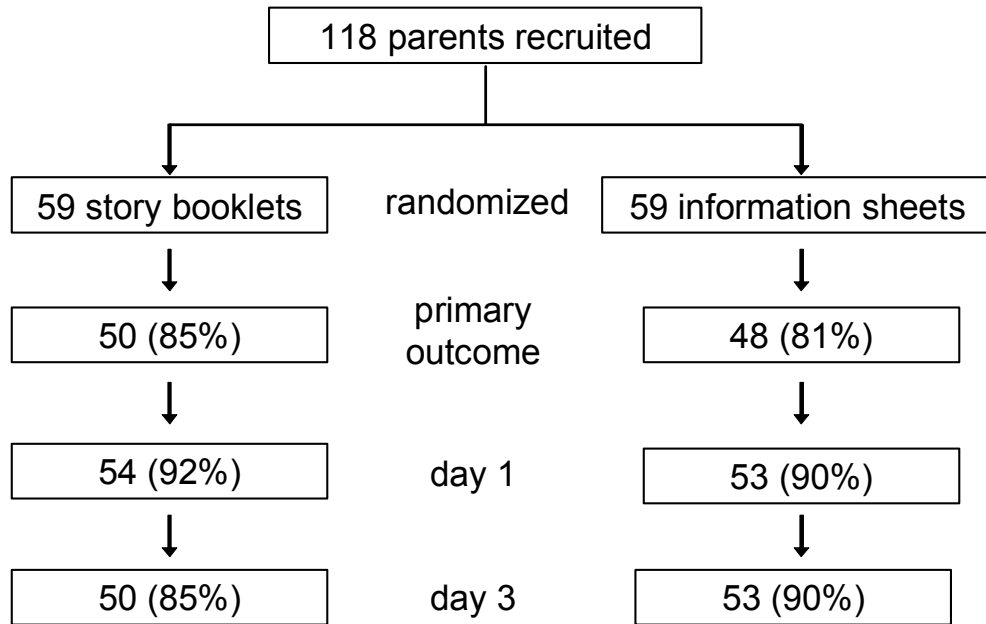 118 parents recruited
59 story booklets
randomized
59 information sheets
50 (85%)
primary
outcome
48 (81%)
54 (92%)
day 1
53 (90%)
50 (85%)
day 3
53 (90%)